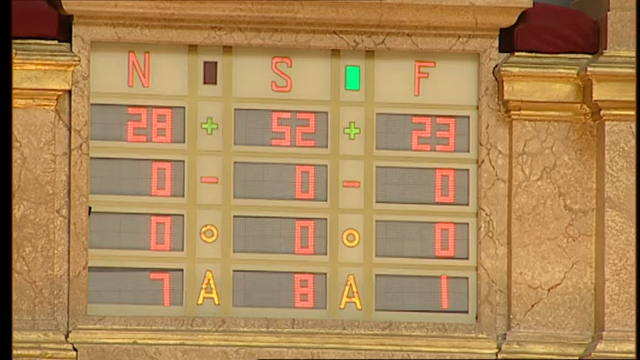 N S F
28 + 52 + 23
0 - 0 - 0
0 o 0 o 0
7 A 8 A 1